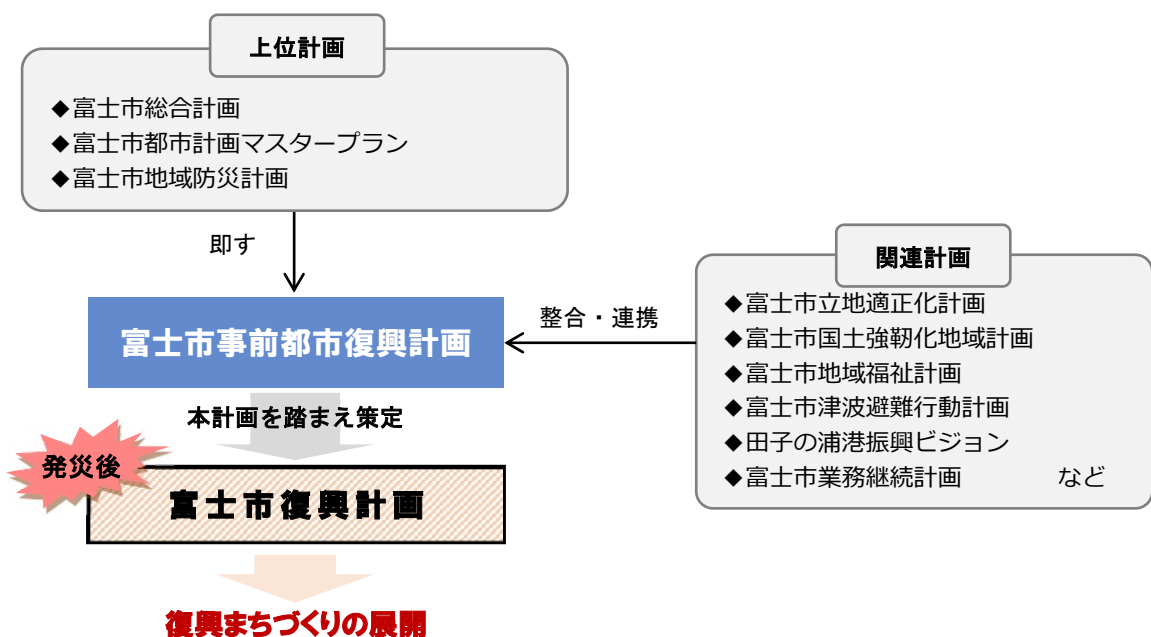 上位計画
◆富士市総合計画
◆富士市都市計画マスタープラン
◆富士市地域防災計画
即す
関連計画
◆富士市立地適正化計画
◆富士市国土強靭化地域計画
◆富士市地域福祉計画
◆富士市津波避難行動計画
◆田子の浦港振興ビジョン
◆富士市業務継続計画 など
整合・連携
富士市事前都市復興計画
本計画を踏まえ策定
発災後
富士市復興計画
復興まちづくりの展開